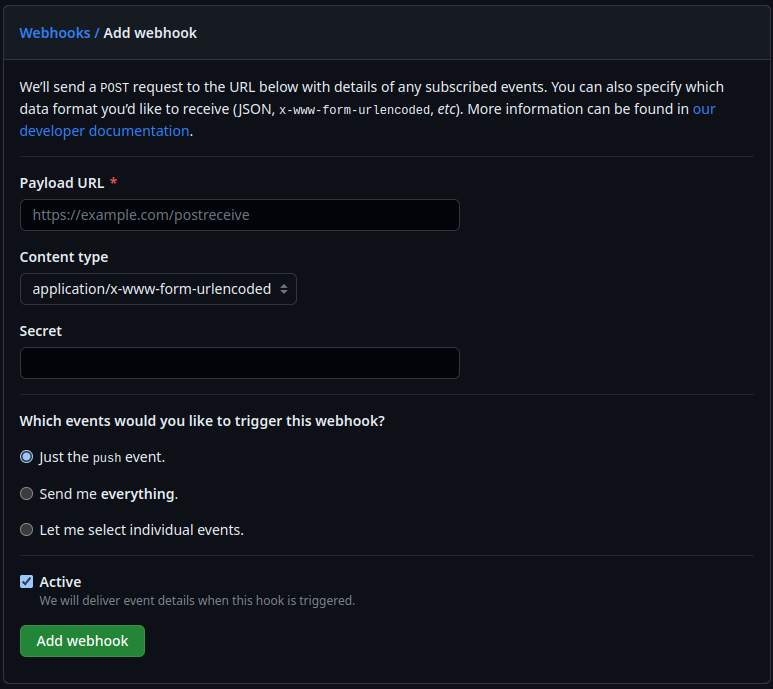 Webhooks / Add webhook
We’ll send a POST request to the URL below with details of any subscribed events. You can also specify which
data format you’d like to receive (JSON, x-www-form-urlencoded, etc). More information can be found in our
developer documentation.
Payload URL *
https://example.com/postreceive
Content type
application/x-www-form-urlencoded
Secret
Which events would you like to trigger this webhook?
Just the push event.
Send me everything.
Let me select individual events.
Active
We will deliver event details when this hook is triggered.
Add webhook